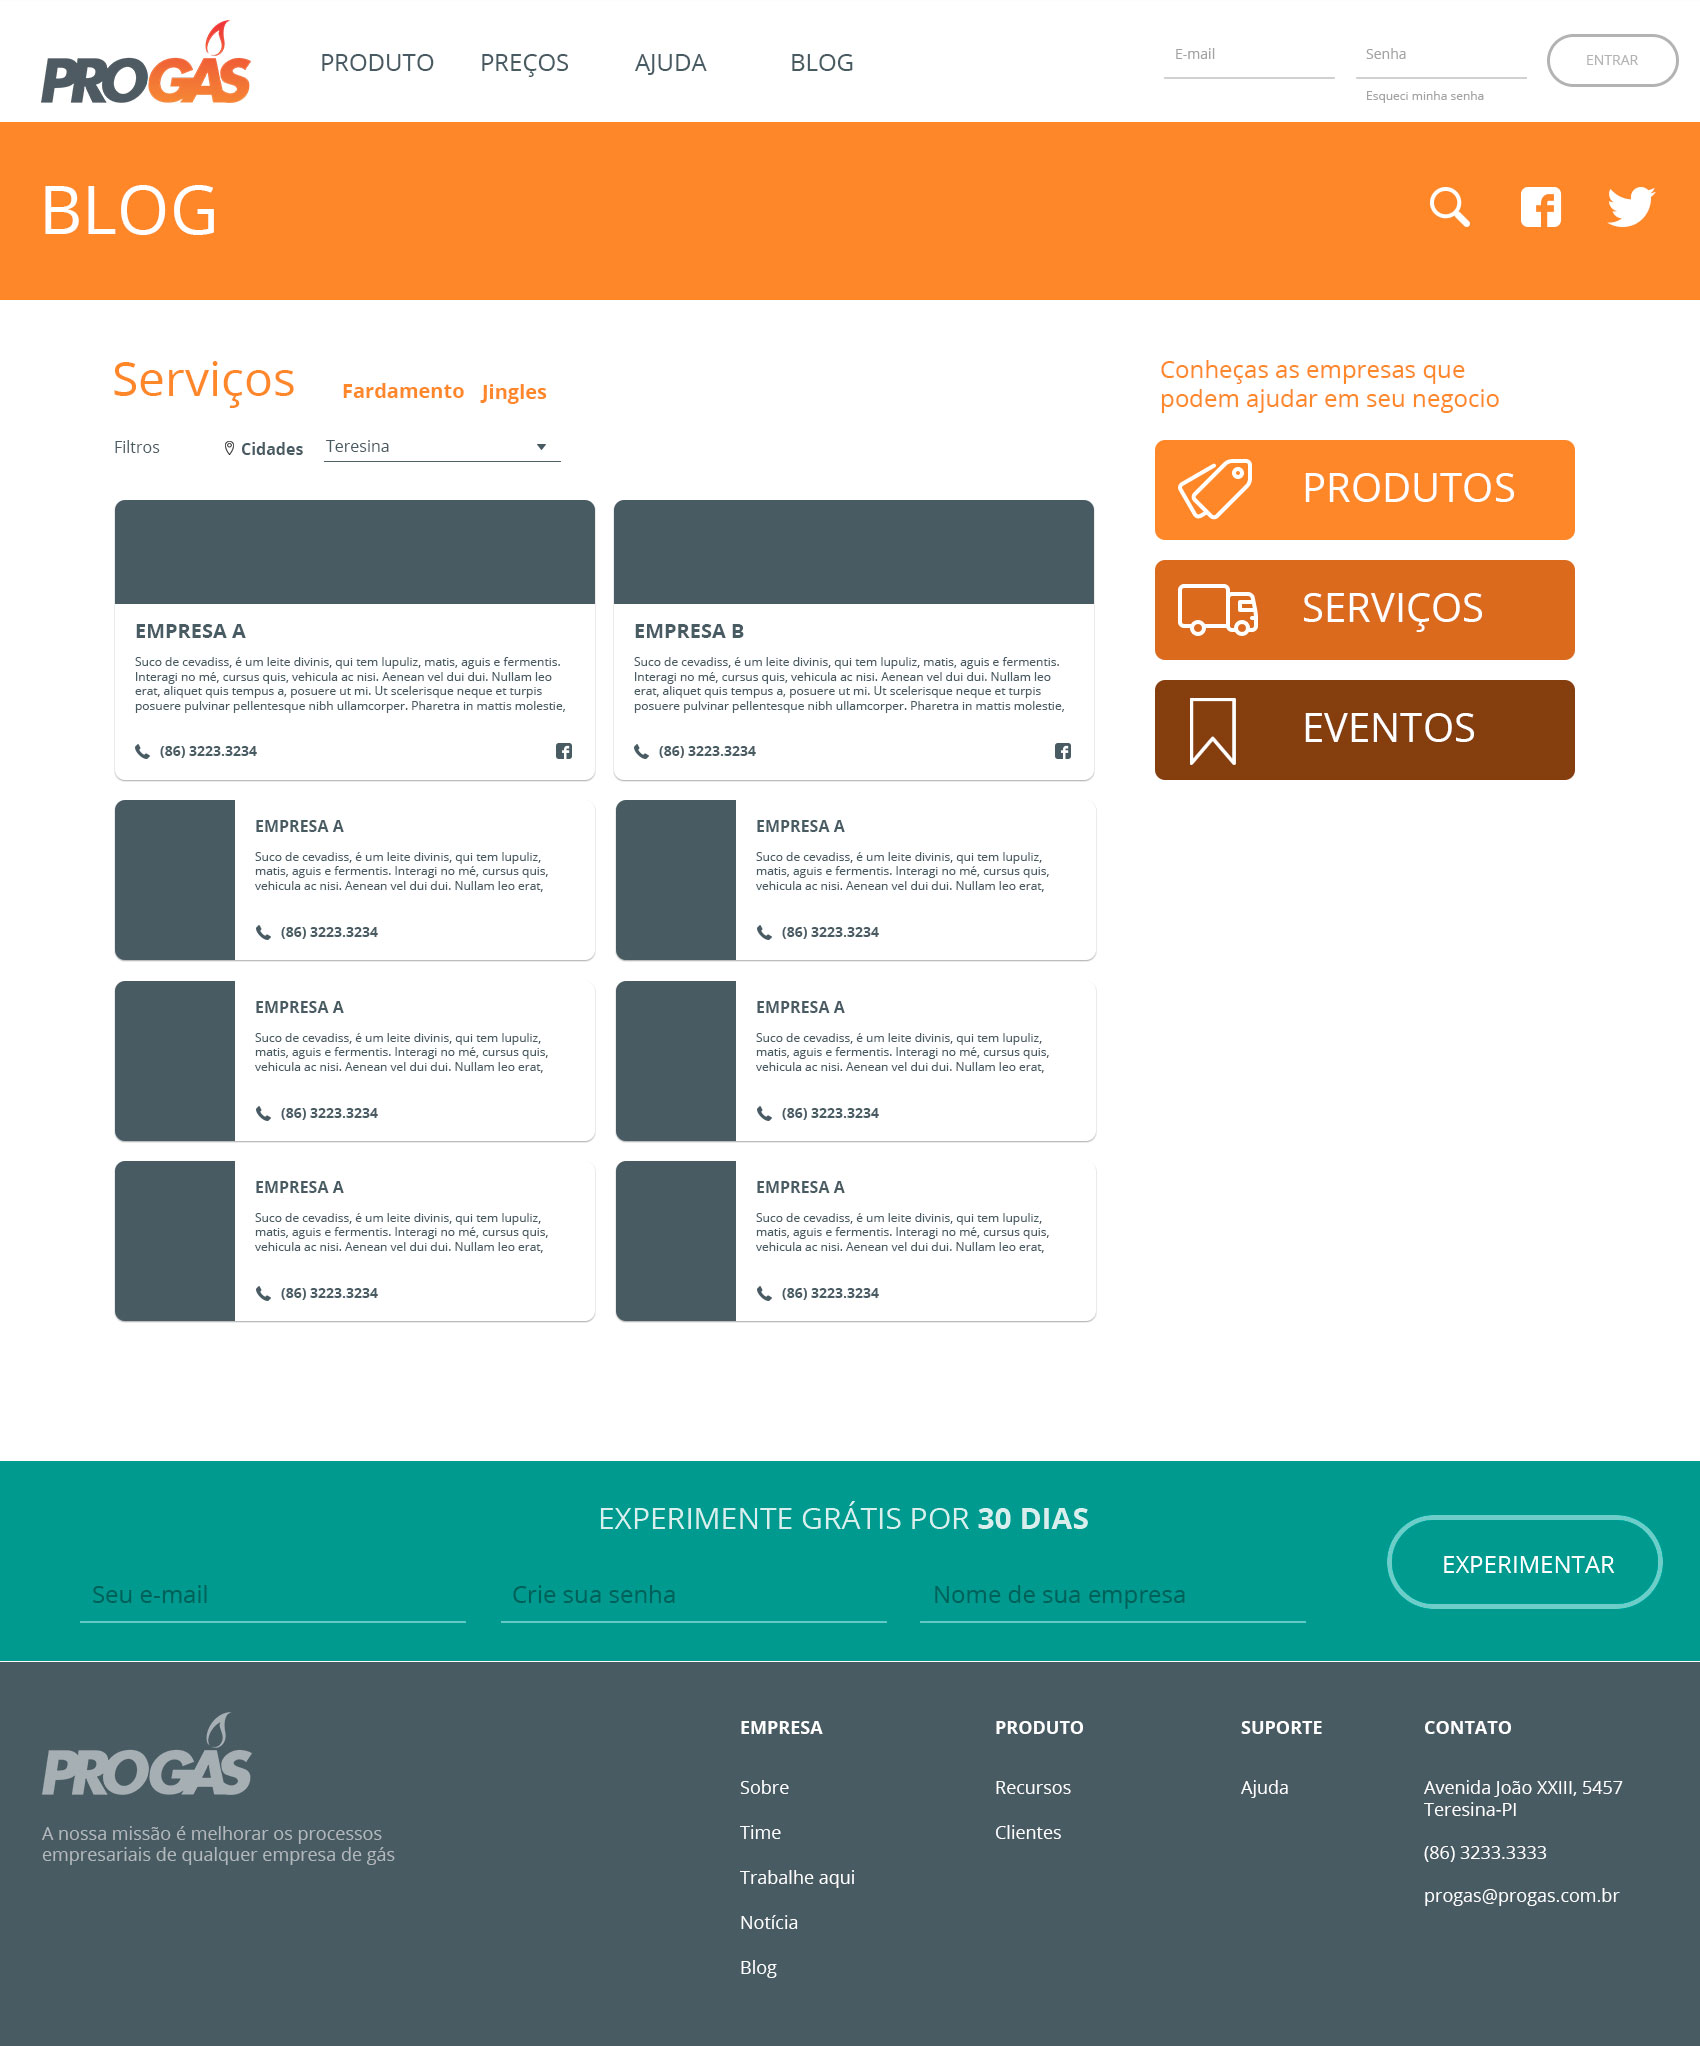 PROGÁS
PRODUTO
PREÇOS
AJUDA
BLOG
E-mail
Senha
ENTRAR
Esqueci minha senha
BLOG
Serviços
Fardamento
Jingles
Filtros
Cidades
Teresina
EMPRESA A
Suco de cevadiss, é um leite divinis, qui tem lupuliz, matis, aguis e fermentis.
Interagi no mé, cursus quis, vehicula ac nisi. Aenean vel dui dui. Nullam leo
erat, aliquet quis tempus a, posuere ut mi. Ut scelerisque neque et turpis
posuere pulvinar pellentesque nibh ullamcorper. Pharetra in mattis molestie,
(86) 3223.3234
EMPRESA B
Suco de cevadiss, é um leite divinis, qui tem lupuliz, matis, aguis e fermentis.
Interagi no mé, cursus quis, vehicula ac nisi. Aenean vel dui dui. Nullam leo
erat, aliquet quis tempus a, posuere ut mi. Ut scelerisque neque et turpis
posuere pulvinar pellentesque nibh ullamcorper. Pharetra in mattis molestie,
(86) 3223.3234
EMPRESA A
Suco de cevadiss, é um leite divinis, qui tem lupuliz,
matis, aguis e fermentis. Interagi no mé, cursus quis,
vehicula ac nisi. Aenean vel dui dui. Nullam leo erat,
(86) 3223.3234
EMPRESA A
Suco de cevadiss, é um leite divinis, qui tem lupuliz,
matis, aguis e fermentis. Interagi no mé, cursus quis,
vehicula ac nisi. Aenean vel dui dui. Nullam leo erat,
(86) 3223.3234
EMPRESA A
Suco de cevadiss, é um leite divinis, qui tem lupuliz,
matis, aguis e fermentis. Interagi no mé, cursus quis,
vehicula ac nisi. Aenean vel dui dui. Nullam leo erat,
(86) 3223.3234
EMPRESA A
Suco de cevadiss, é um leite divinis, qui tem lupuliz,
matis, aguis e fermentis. Interagi no mé, cursus quis,
vehicula ac nisi. Aenean vel dui dui. Nullam leo erat,
(86) 3223.3234
EMPRESA A
Suco de cevadiss, é um leite divinis, qui tem lupuliz,
matis, aguis e fermentis. Interagi no mé, cursus quis,
vehicula ac nisi. Aenean vel dui dui. Nullam leo erat,
(86) 3223.3234
EMPRESA A
Suco de cevadiss, é um leite divinis, qui tem lupuliz,
matis, aguis e fermentis. Interagi no mé, cursus quis,
vehicula ac nisi. Aenean vel dui dui. Nullam leo erat,
(86) 3223.3234
Conheças as empresas que
podem ajudar em seu negocio
PRODUTOS
SERVIÇOS
EVENTOS
EXPERIMENTE GRÁTIS POR 30 DIAS
Seu e-mail
Crie sua senha
Nome de sua empresa
EXPERIMENTAR
PROGÁS
A nossa missão é melhorar os processos
empresariais de qualquer empresa de gás
EMPRESA
Sobre
Time
Trabalhe aqui
Notícia
Blog
PRODUTO
Recursos
Clientes
SUPORTE
Ajuda
CONTATO
Avenida João XXIII, 5457
Teresina-PI
(86) 3233.3333
progas@progas.com.br